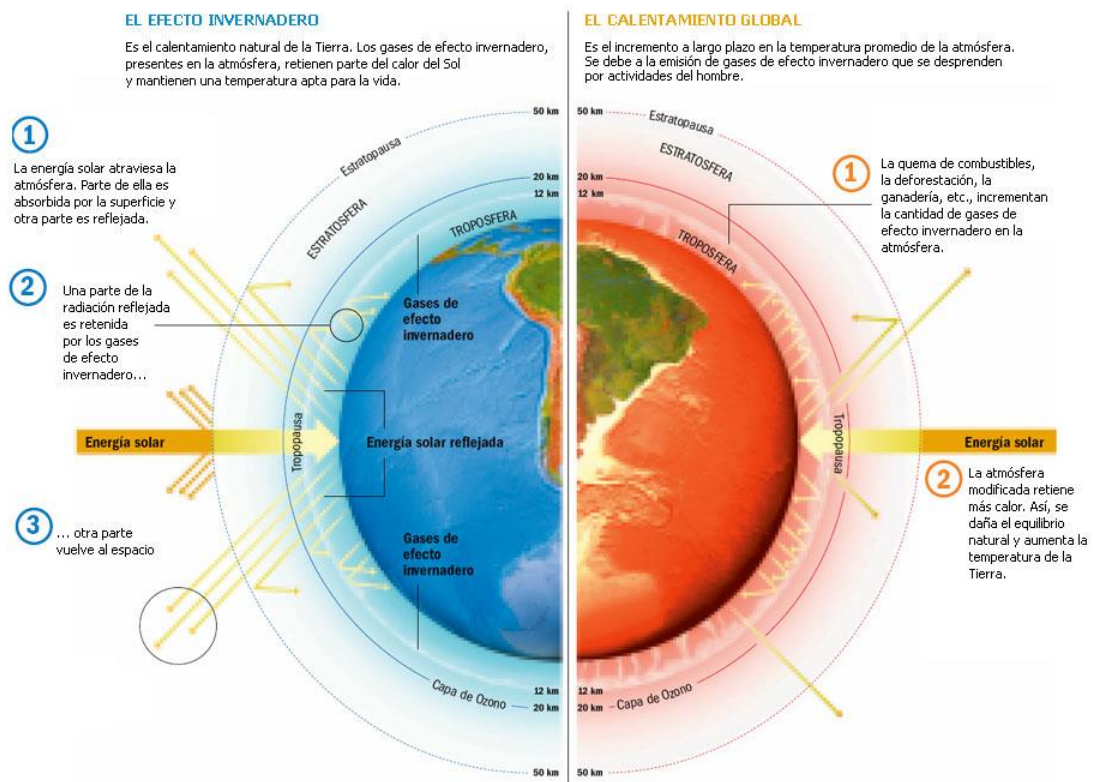 EL EFECTO INVERNADERO
Es el calentamiento natural de la Tierra. Los gases de efecto invernadero,
presentes en la atmósfera, retienen parte del calor del Sol
y mantienen una temperatura apta para la vida.
50 km
Estratopausa
20 km
12 km
ESTRATOSFERA
TROPOSFERA
1
La energía solar atraviesa la
atmósfera. Parte de ella es
absorbida por la superficie y
otra parte es reflejada.
2
Una parte de la
radiación reflejada
es retenida
por los gases
de efecto
invernadero...
Gases de
efecto
invernadero
Energía solar
Tropopausa
Energía solar reflejada
3
... otra parte
vuelve al espacio
Gases de
efecto
invernadero
Capa de Ozono
12 km
20 km
50 km
EL CALENTAMIENTO GLOBAL
Es el incremento a largo plazo en la temperatura promedio de la atmósfera.
Se debe a la emisión de gases de efecto invernadero que se desprenden
por actividades del hombre.
50 km
Estratopausa
ESTRATOSFERA
20 km
12 km
TROPOSFERA
1
La quema de combustibles,
la deforestación, la
ganadería, etc., incrementan
la cantidad de gases de
efecto invernadero en la
atmósfera.
Tropopausa
Energía solar
2
La atmósfera
modificada retiene
más calor. Así, se
daña el equilibrio
natural y aumenta la
temperatura de la
Tierra.
12 km
20 km
Capa de Ozono
50 km